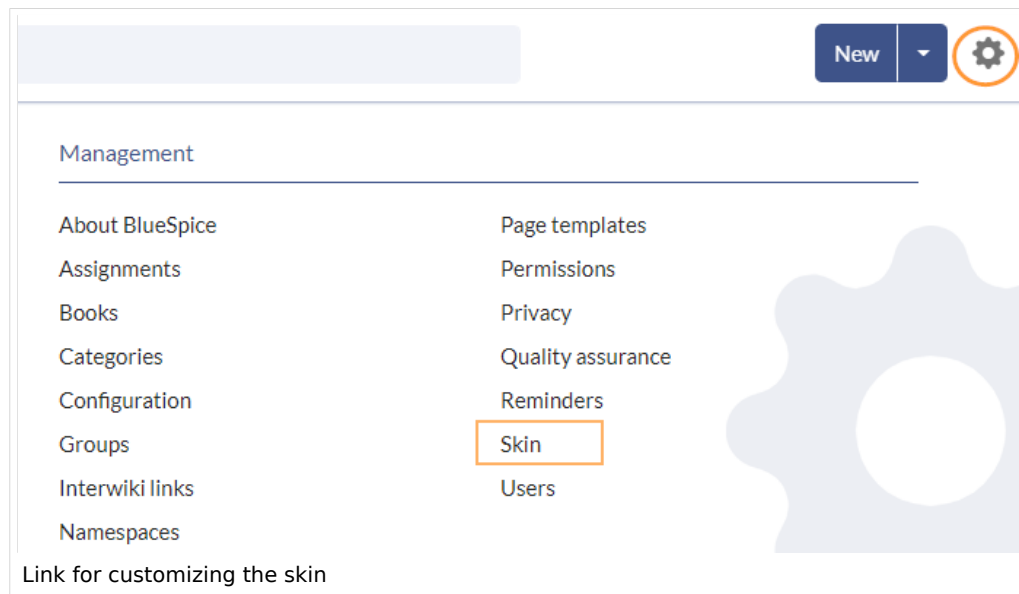 New
Management
About BlueSpice
Assignments
Books
Categories
Configuration
Groups
Interwiki links
Namespaces
Page templates
Permissions
Privacy
Quality assurance
Reminders
Skin
Users
Link for customizing the skin